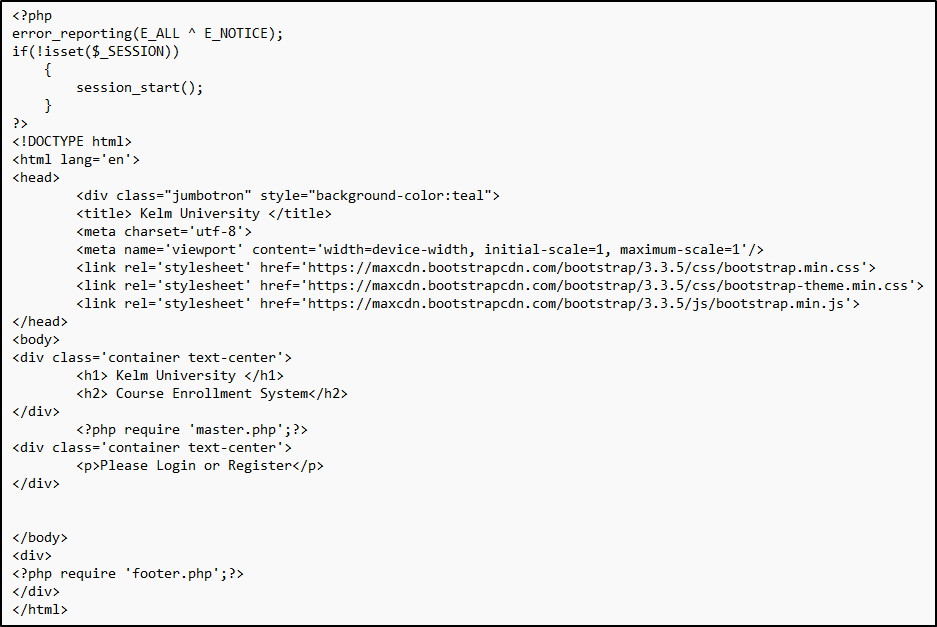 <?php
error_reporting(E_ALL ^ E_NOTICE);
if(!isset($_SESSION))
    {
        session_start();
    }
?>
<!DOCTYPE html>
<html lang='en'>
<head>
        <div class="jumbotron" style="background-color:teal">
        <title> Kelm University </title>
        <meta charset='utf-8'>
        <meta name='viewport' content='width=device-width, initial-scale=1, maximum-scale=1'/>
        <link rel='stylesheet' href='https://maxcdn.bootstrapcdn.com/bootstrap/3.3.5/css/bootstrap.min.css'>
        <link rel='stylesheet' href='https://maxcdn.bootstrapcdn.com/bootstrap/3.3.5/css/bootstrap-theme.min.css'>
        <link rel='stylesheet' href='https://maxcdn.bootstrapcdn.com/bootstrap/3.3.5/js/bootstrap.min.js'>
</head>
<body>
<div class='container text-center'>
        <h1> Kelm University </h1>
        <h2> Course Enrollment System</h2>
</div>
        <?php require 'master.php';?>
<div class='container text-center'>
        <p>Please Login or Register</p>
</div>
</body>
<div>
<?php require 'footer.php';?>
</div>
</html>